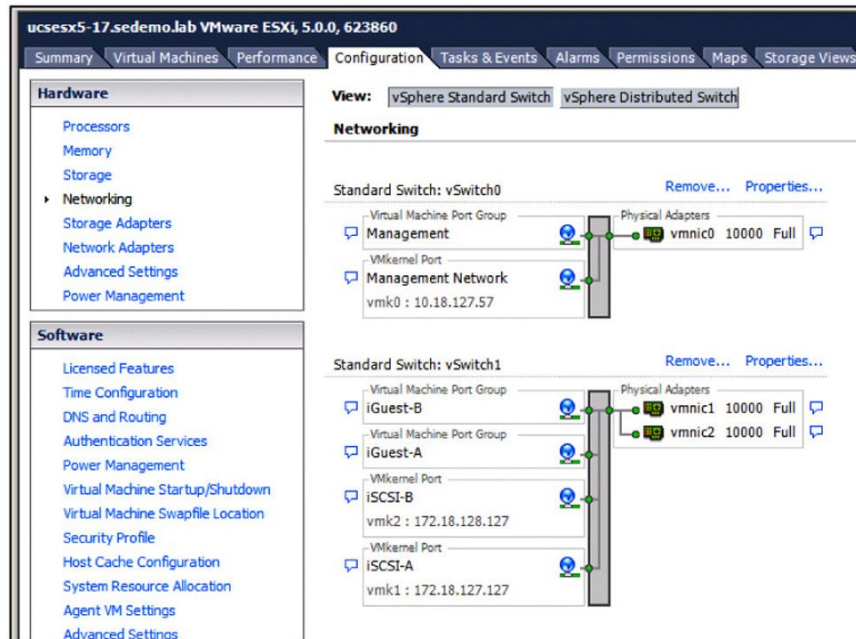 ucsesx5-17.sedemo.lab VMware ESXi, 5.0.0, 623860
Summary Virtual Machines Performance Configuration Tasks & Events Alarms Permissions Maps Storage Views
Hardware
Processors
Memory
Storage
Networking
Storage Adapters
Network Adapters
Advanced Settings
Power Management
Software
Licensed Features
Time Configuration
DNS and Routing
Authentication Services
Power Management
Virtual Machine Startup/Shutdown
Virtual Machine Swapfile Location
Security Profile
Host Cache Configuration
System Resource Allocation
Agent VM Settings
Advanced Settings
View: vSphere Standard Switch vSphere Distributed Switch
Networking
Standard Switch: vSwitch0 Remove... Properties...
Virtual Machine Port Group
Management
VMkernel Port
Management Network
vmk0 : 10.18.127.57
Physical Adapters
vmnic0 10000 Full
Standard Switch: vSwitch1 Remove... Properties...
Virtual Machine Port Group
iGuest-B
Virtual Machine Port Group
iGuest-A
VMkernel Port
iSCSI-B
vmk2 : 172.18.128.127
VMkernel Port
iSCSI-A
vmk1 : 172.18.127.127
Physical Adapters
vmnic1 10000 Full
vmnic2 10000 Full